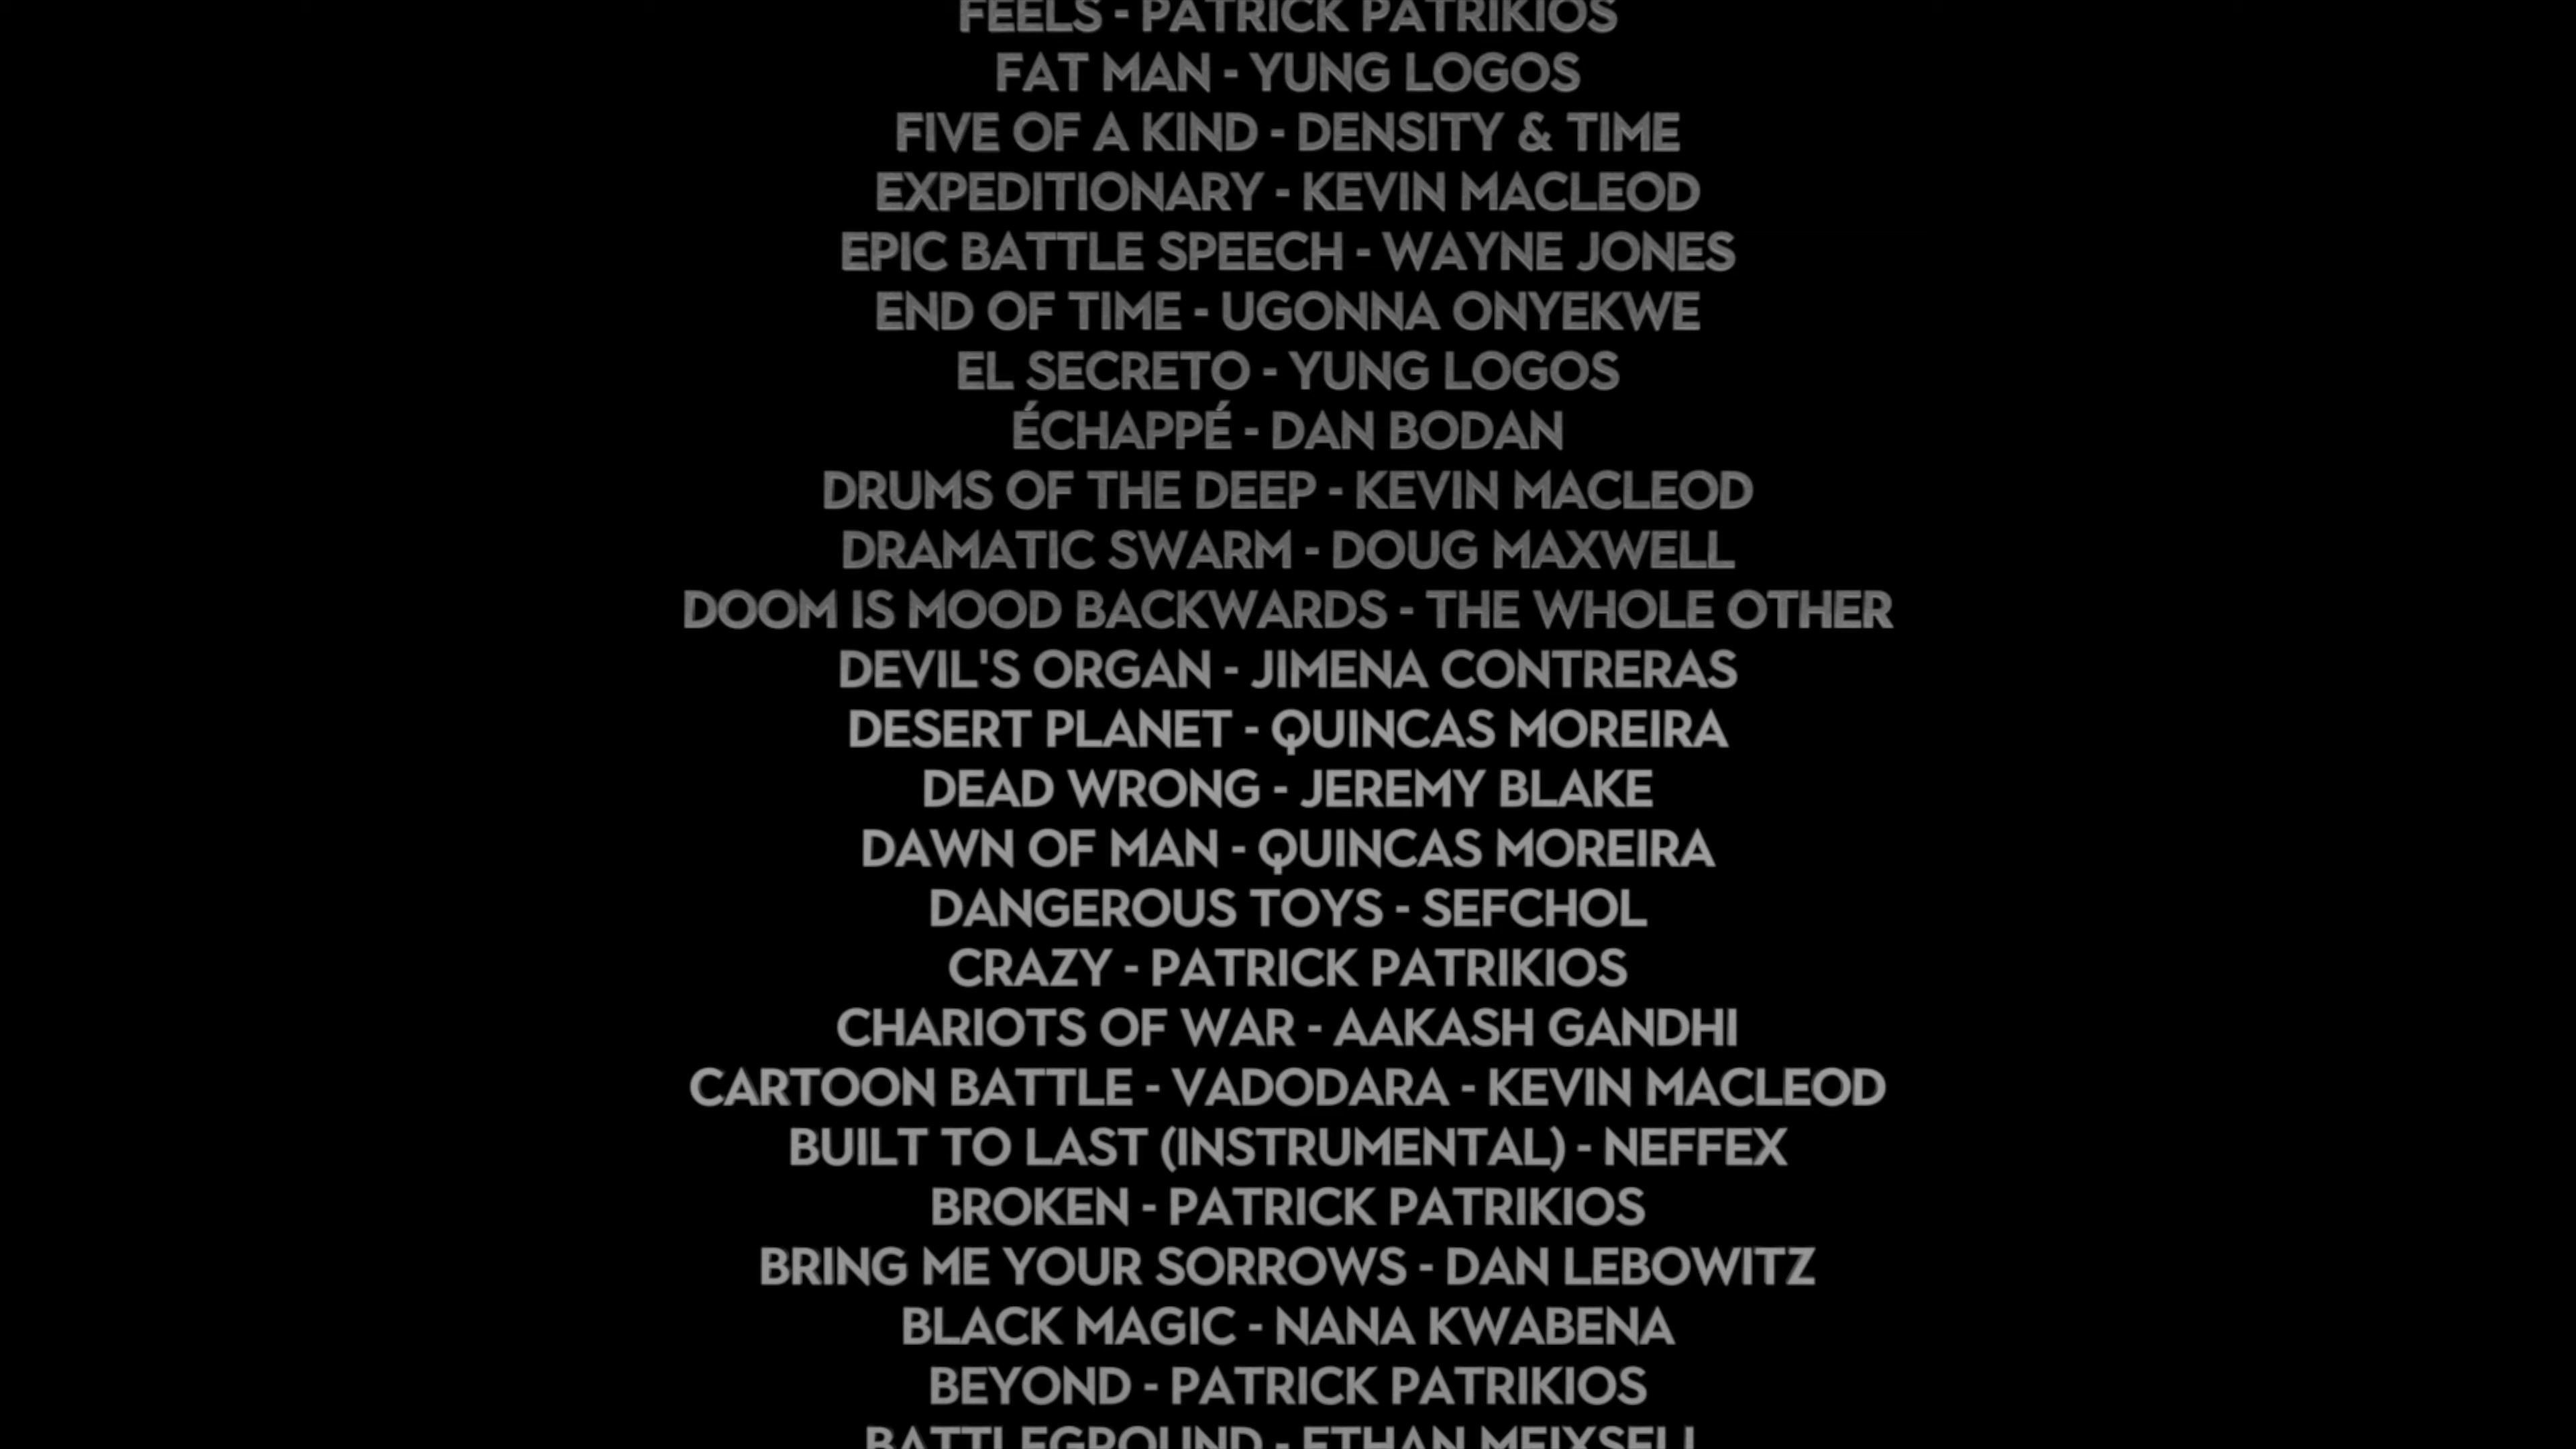 FEELS - PATRICK PATRIKIOS
FAT MAN - YUNG LOGOS
FIVE OF A KIND - DENSITY & TIME
EXPEDITIONARY - KEVIN MACLEOD
EPIC BATTLE SPEECH - WAYNE JONES
END OF TIME - UGONNA ONYEKWE
EL SECRETO - YUNG LOGOS
ÉCHAPPÉ - DAN BODAN
DRUMS OF THE DEEP - KEVIN MACLEOD
DRAMATIC SWARM - DOUG MAXWELL
DOOM IS MOOD BACKWARDS - THE WHOLE OTHER
DEVIL'S ORGAN - JIMENA CONTRERAS
DESERT PLANET - QUINCAS MOREIRA
DEAD WRONG - JEREMY BLAKE
DAWN OF MAN - QUINCAS MOREIRA
DANGEROUS TOYS - SEFCHOL
CRAZY - PATRICK PATRIKIOS
CHARIOTS OF WAR - AAKASH GANDHI
CARTOON BATTLE - VADODARA - KEVIN MACLEOD
BUILT TO LAST (INSTRUMENTAL) - NEFFEX
BROKEN - PATRICK PATRIKIOS
BRING ME YOUR SORROWS - DAN LEBOWITZ
BLACK MAGIC - NANA KWABENA
BEYOND - PATRICK PATRIKIOS
BATTLEGROUND - ETHAN MEIXSELL